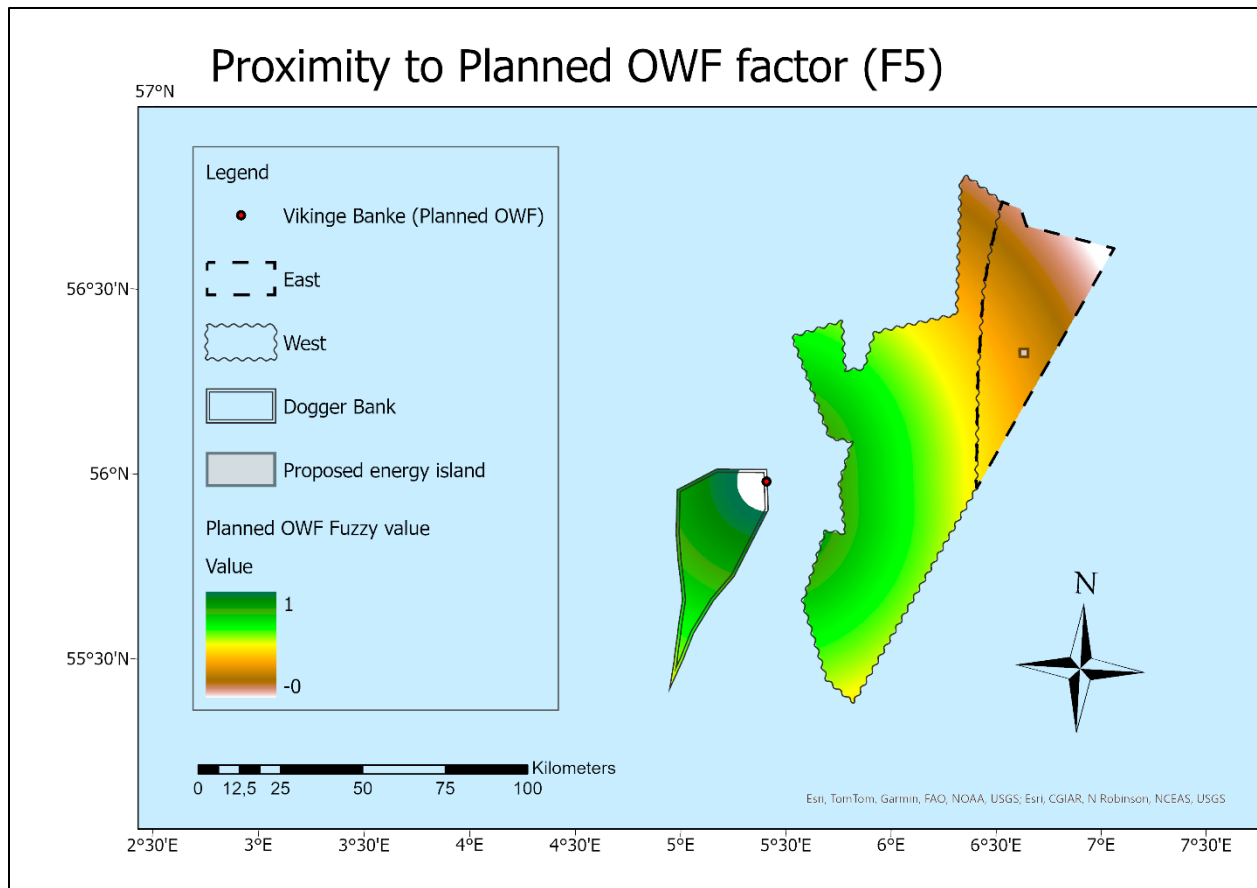 Proximity to Planned OWF factor (F5)
57°N
Legend
Vikinge Banke (Planned OWF)
East
56°30'N
West
Dogger Bank
Proposed energy island
56°N
Planned OWF Fuzzy value
Value
1
-0
N
55°30'N
Kilometers
0 12,5 25 50 75 100
Esri, TomTom, Garmin, FAO, NOAA, USGS; Esri, CGIAR, N Robinson, NCEAS, USGS
2°30'E 3°E 3°30'E 4°E 4°30'E 5°E 5°30'E 6°E 6°30'E 7°E 7°30'E